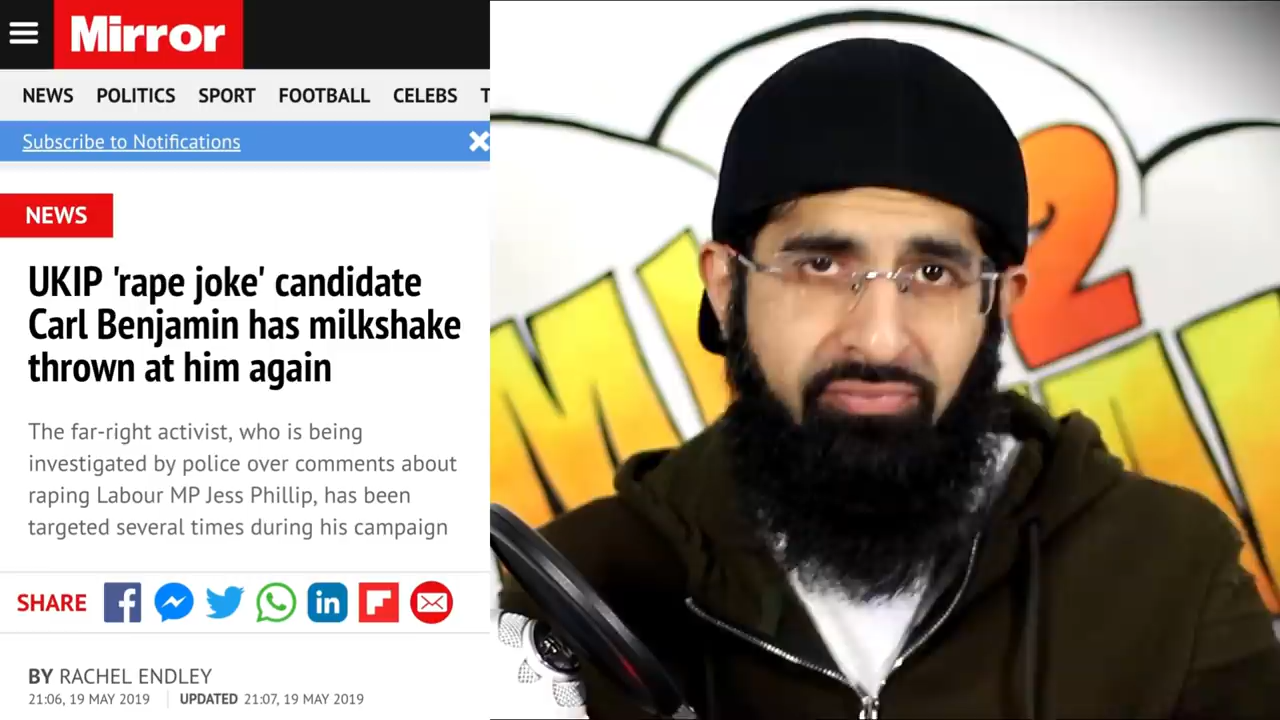 Mirror
NEWS POLITICS SPORT FOOTBALL CELEBS T
Subscribe to Notifications
NEWS
UKIP 'rape joke' candidate
Carl Benjamin has milkshake
thrown at him again
The far-right activist, who is being
investigated by police over comments about
raping Labour MP Jess Phillip, has been
targeted several times during his campaign
SHARE
BY RACHEL ENDLEY
21:06, 19 MAY 2019 UPDATED 21:07, 19 MAY 2019
2